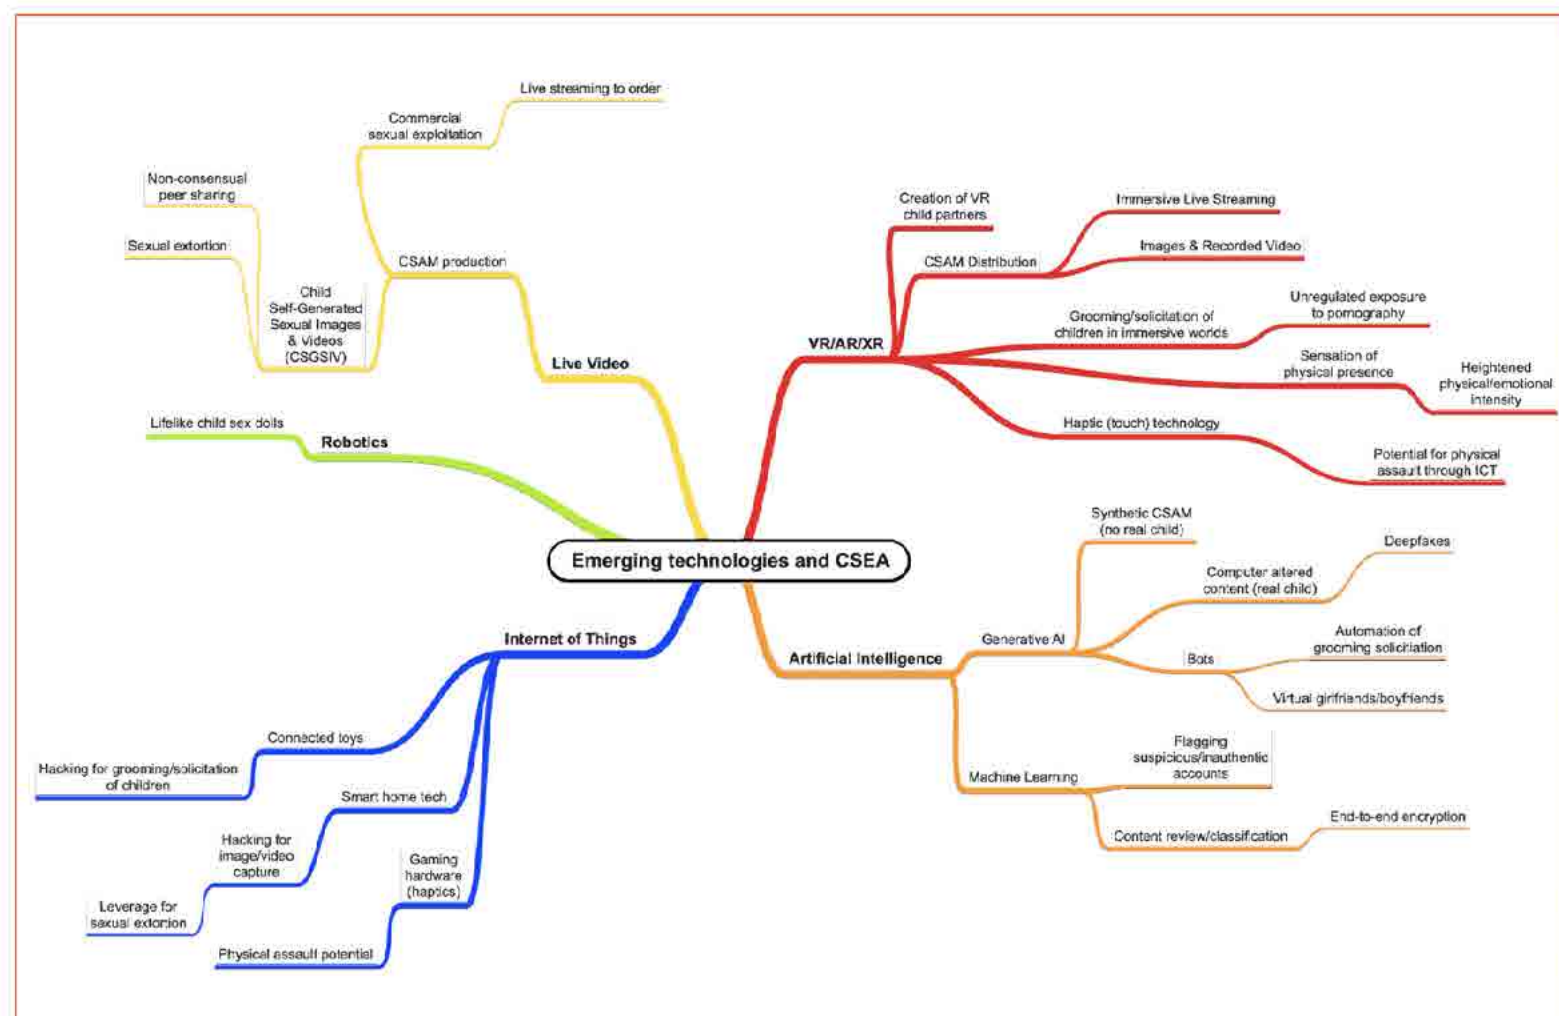 Live streaming to order
Commercial
sexual exploitation
Non-consensual
peer sharing
Sexual extortion
CSAM production
Child
Self-Generated
Sexual Images
& Videos
(CSGSIV)
Live Video
Lifelike child sex dolls
Robotics
Creation of VR
child partners
Immersive Live Streaming
CSAM Distribution
Images & Recorded Video
Grooming/solicitation of
children in immersive worlds
Unregulated exposure
to pornography
VR/AR/XR
Sensation of
physical presence
Heightened
physical/emotional
intensity
Haptic (touch) technology
Potential for physical
assault through ICT
Emerging technologies and CSEA
Synthetic CSAM
(no real child)
Deepfakes
Computer altered
content (real child)
Generative AI
Automation of
grooming solicitiation
Bots
Virtual girlfriends/boyfriends
Artificial Intelligence
Flagging
suspicious/inauthentic
accounts
Machine Learning
End-to-end encryption
Content review/classification
Internet of Things
Connected toys
Hacking for grooming/solicitation
of children
Smart home tech
Hacking for
image/video
capture
Leverage for
sexual extortion
Gaming
hardware
(haptics)
Physical assault potential